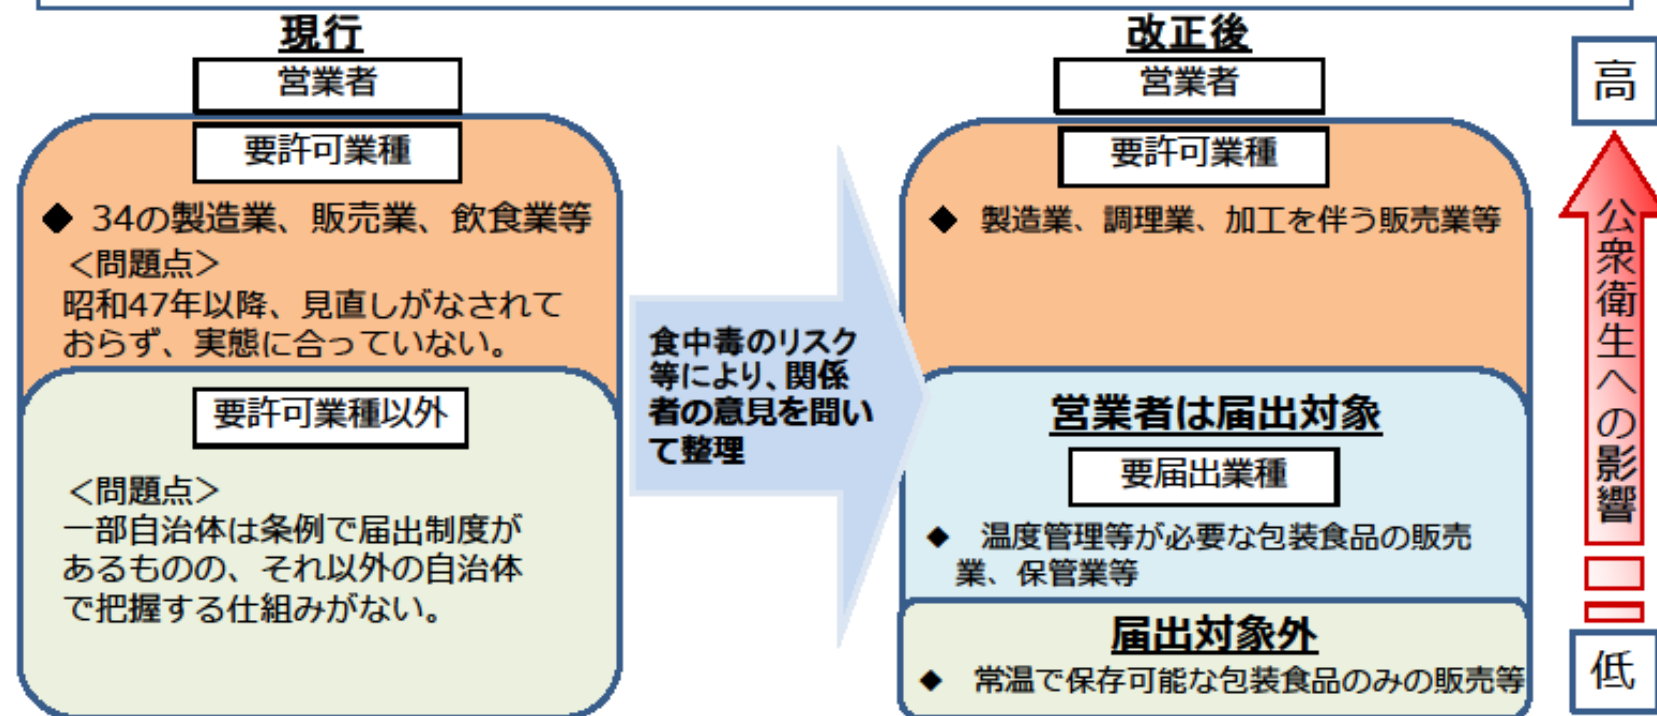 現行
営業者
要許可業種
◆ 34の製造業、販売業、飲食業等
＜問題点＞
昭和47年以降、見直しがなされて
おらず、実態に合っていない。
要許可業種以外
＜問題点＞
一部自治体は条例で届出制度が
あるものの、それ以外の自治体
で把握する仕組みがない。
食中毒のリスク
等により、関係
者の意見を聞い
て整理
改正後
営業者
要許可業種
◆ 製造業、調理業、加工を伴う販売業等
営業者は届出対象
要届出業種
◆ 温度管理等が必要な包装食品の販売
業、保管業等
届出対象外
◆ 常温で保存可能な包装食品のみの販売等
高
公衆衛生への影響
低